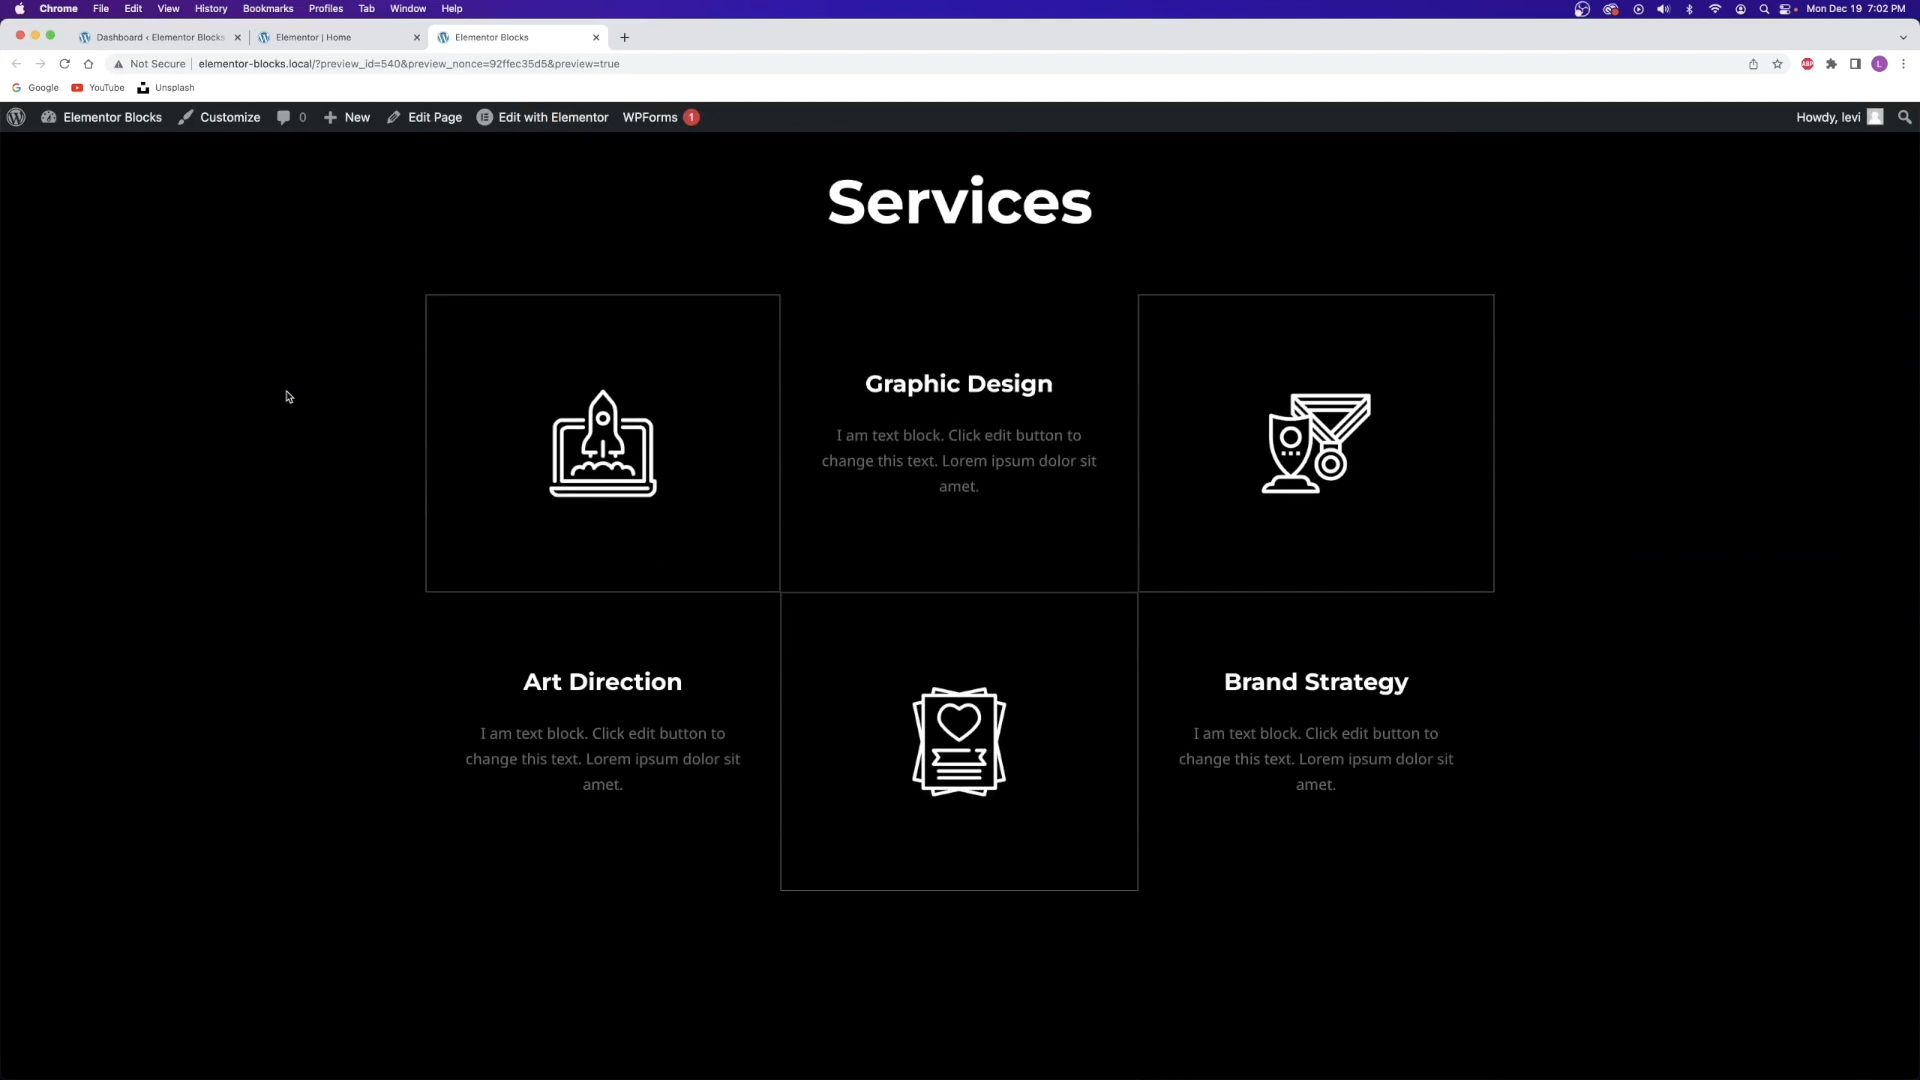 Chrome File Edit View History Bookmarks Profiles Tab Window Help Mon Dec 19 7:02 PM
Dashboard ‹ Elementor Blocks Elementor | Home Elementor Blocks
Not Secure elementor-blocks.local/?preview_id=540&preview_nonce=92ffec35d5&preview=true ABP L
Google YouTube Unsplash
Elementor Blocks Customize 0 New Edit Page Edit with Elementor WPForms 1 Howdy, levi
Services
Graphic Design
I am text block. Click edit button to
change this text. Lorem ipsum dolor sit
amet.
Art Direction
I am text block. Click edit button to
change this text. Lorem ipsum dolor sit
amet.
Brand Strategy
I am text block. Click edit button to
change this text. Lorem ipsum dolor sit
amet.